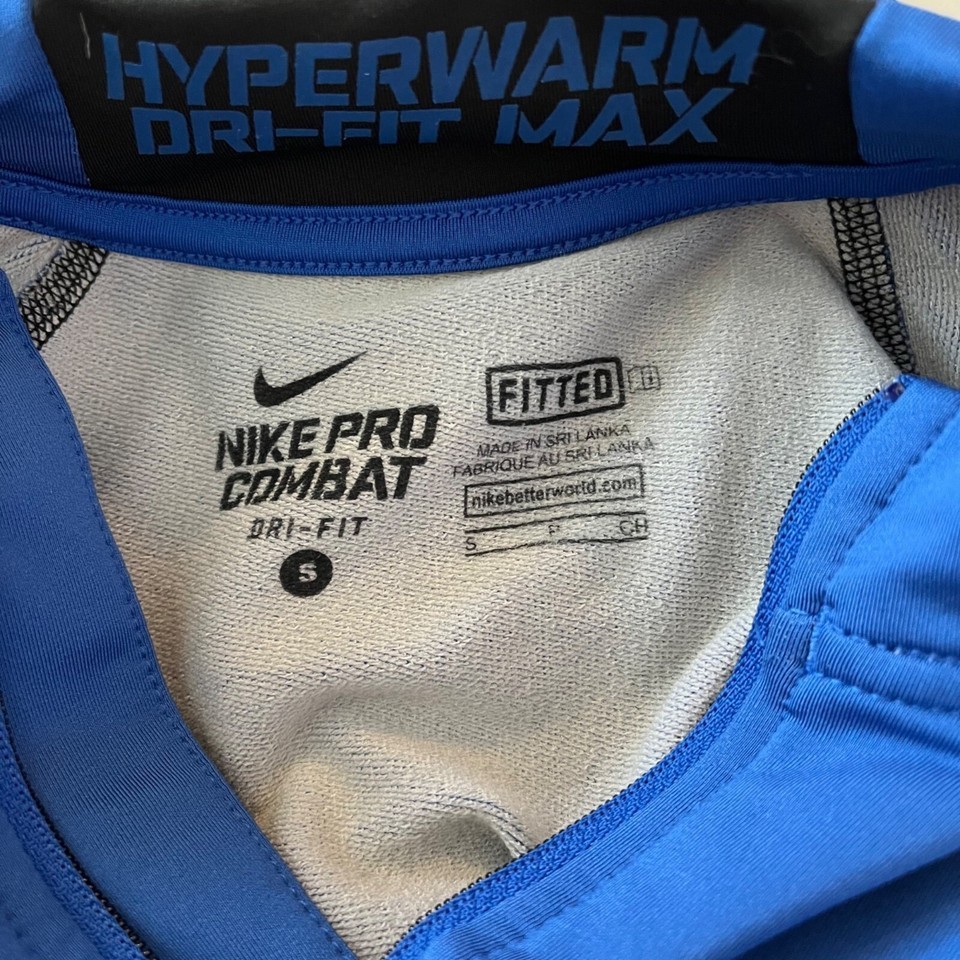 HYPERWARM
DRI-FIT MAX
NIKE PRO
COMBAT
DRI-FIT
S
FITTED
MADE IN SRI LANKA
FABRIQUE AU SRI LANKA
nikebetterworld.com
S P CH